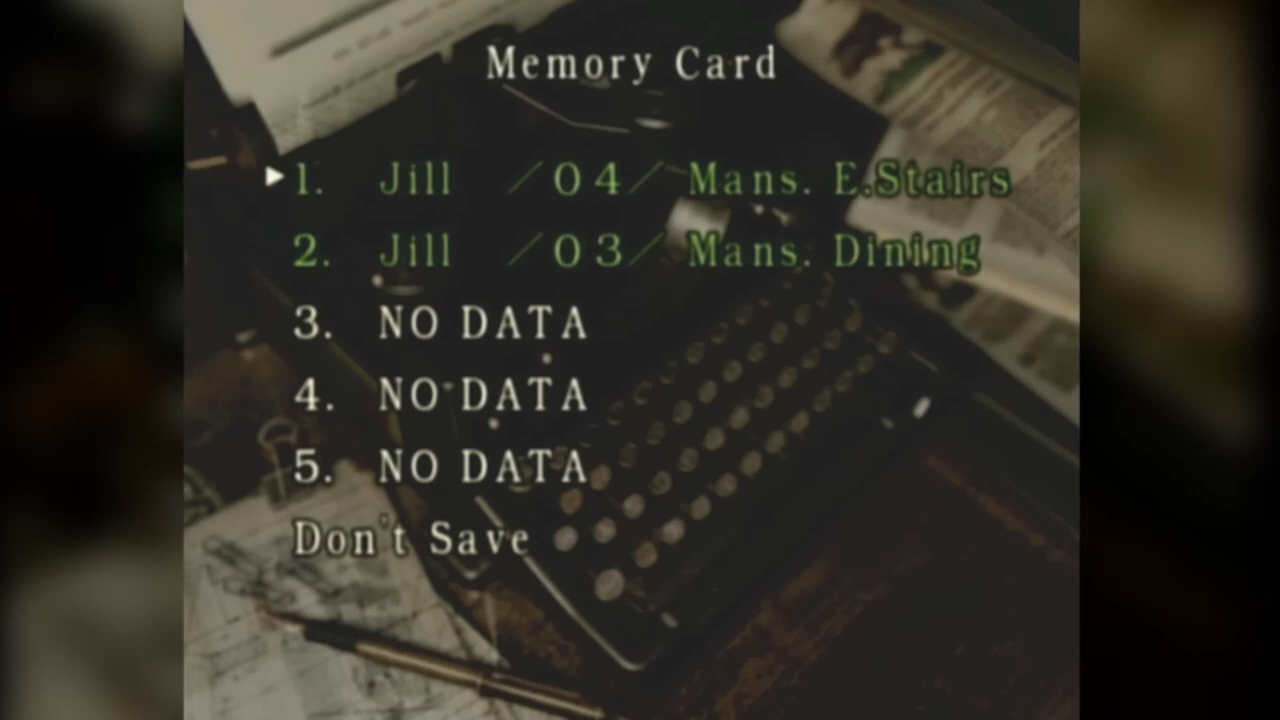 Memory Card
1. Jill /04/ Mans. E.Stairs
2. Jill /03/ Mans. Dining
3. NO DATA
4. NO DATA
5. NO DATA
Don't Save